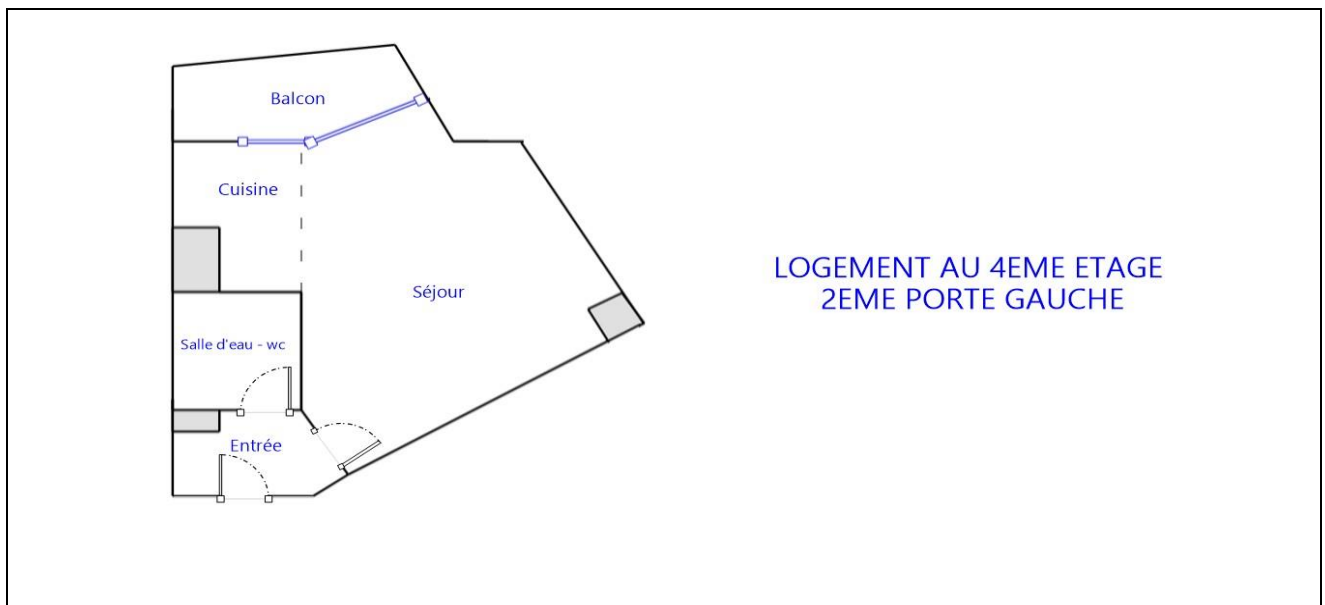 Balcon
Cuisine
Séjour
LOGEMENT AU 4EME ETAGE
2EME PORTE GAUCHE
Salle d'eau - wc
Entrée